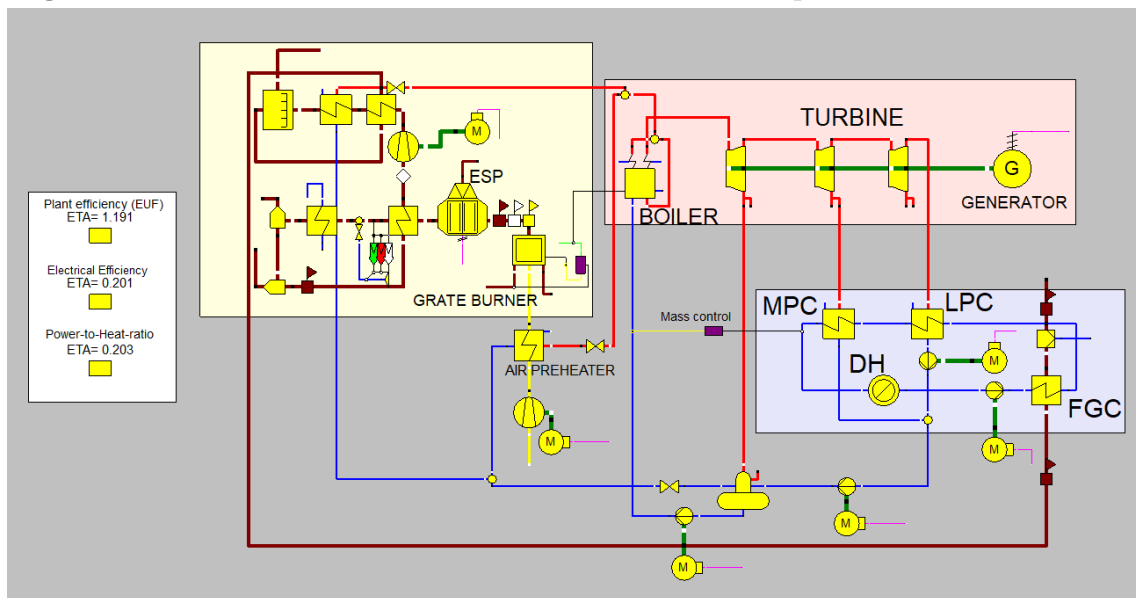 Plant efficiency (EUF)
ETA= 1.191
Electrical Efficiency
ETA= 0.201
Power-to-Heat-ratio
ETA= 0.203
M
ESP
GRATE BURNER
AIR PREHEATER
M
TURBINE
BOILER
G
GENERATOR
Mass control
MPC
LPC
M
DH
FGC
M
M
M